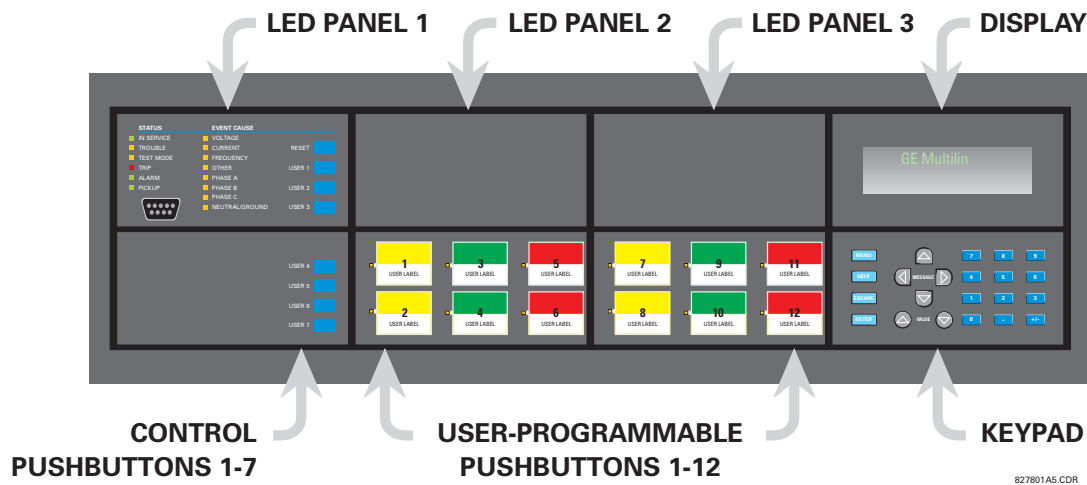 LED PANEL 1
LED PANEL 2
LED PANEL 3
DISPLAY
STATUS
IN SERVICE
TROUBLE
TEST MODE
TRIP
ALARM
PICKUP
EVENT CAUSE
VOLTAGE
CURRENT
FREQUENCY
OTHER
PHASE A
PHASE B
PHASE C
NEUTRAL/GROUND
RESET
USER 1
USER 2
USER 3
GE Multilin
USER 4
USER 5
USER 6
USER 7
1
USER LABEL
3
USER LABEL
5
USER LABEL
2
USER LABEL
4
USER LABEL
6
USER LABEL
7
USER LABEL
9
USER LABEL
11
USER LABEL
8
USER LABEL
10
USER LABEL
12
USER LABEL
MENU
HELP
ESCAPE
ENTER
MESSAGE
VALUE
7 8 9
4 5 6
1 2 3
0 . +/-
CONTROL
PUSHBUTTONS 1-7
USER-PROGRAMMABLE
PUSHBUTTONS 1-12
KEYPAD
827801A5.CDR